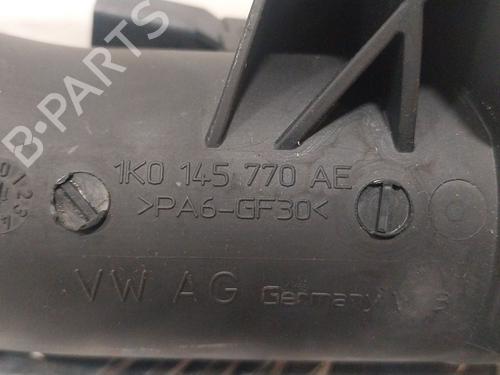 B-PARTS
1K0 145 770 AE
>PA6-GF30<
VW AG Germany